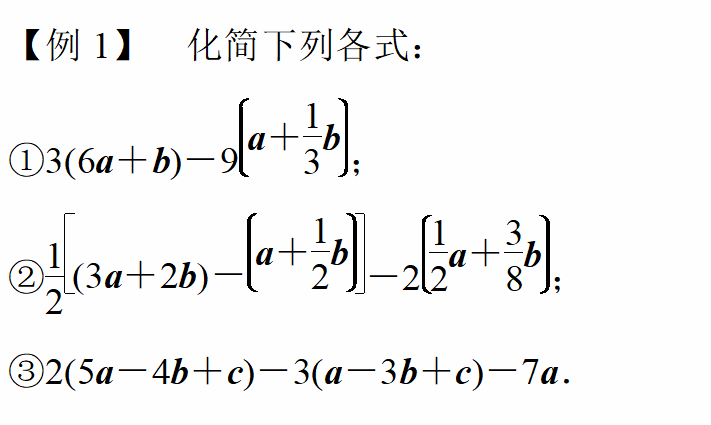 【例 1】 化简下列各式：
①3(6a＋b)－9(a＋1/3b)；
②1/2[(3a＋2b)－(a＋1/2b)]－2(1/2a＋3/8b)；
③2(5a－4b＋c)－3(a－3b＋c)－7a.